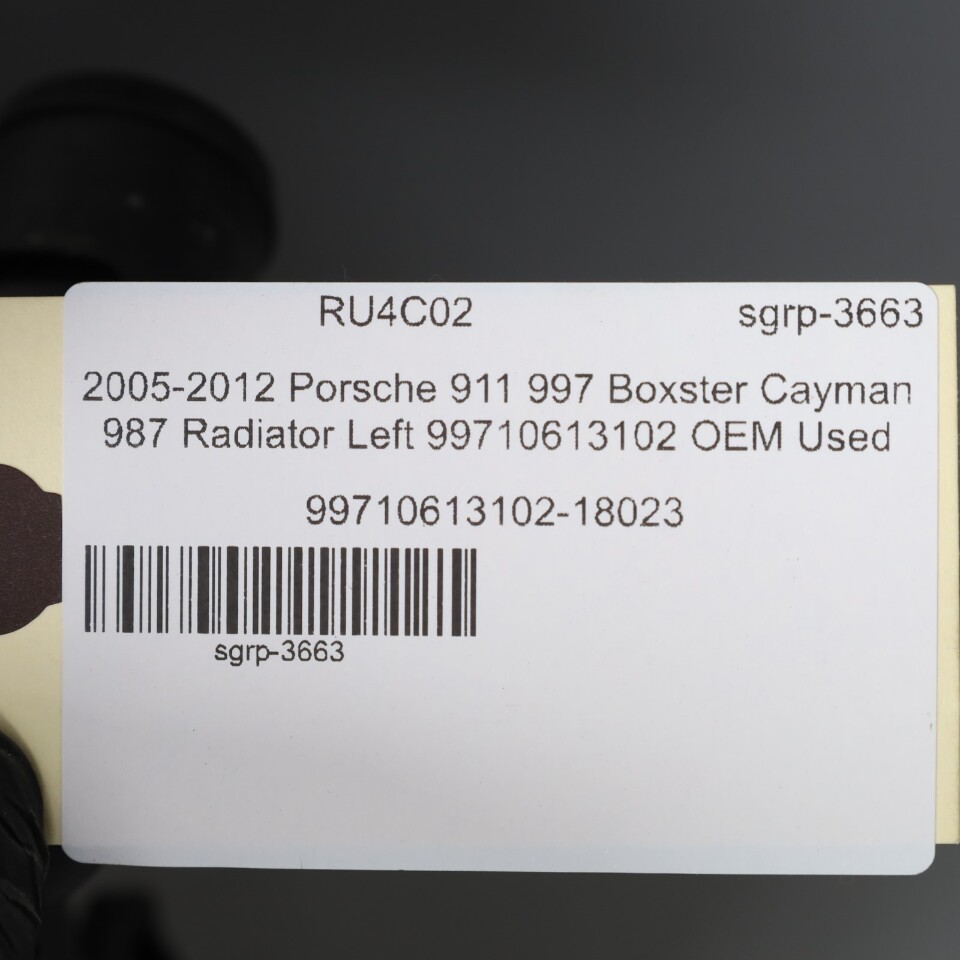 RU4C02 sgrp-3663
2005-2012 Porsche 911 997 Boxster Cayman
987 Radiator Left 99710613102 OEM Used
99710613102-18023
sgrp-3663